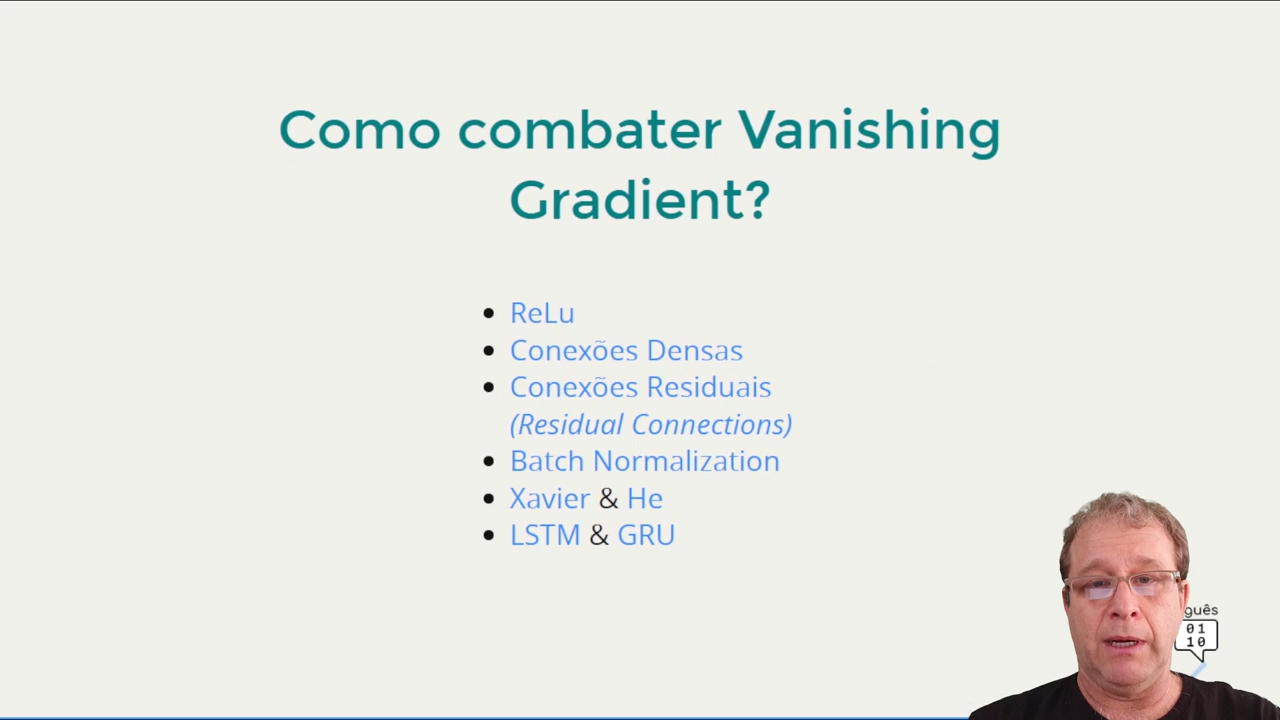 Como combater Vanishing
Gradient?
ReLu
Conexões Densas
Conexões Residuais
(Residual Connections)
Batch Normalization
Xavier & He
LSTM & GRU
guês
01
10